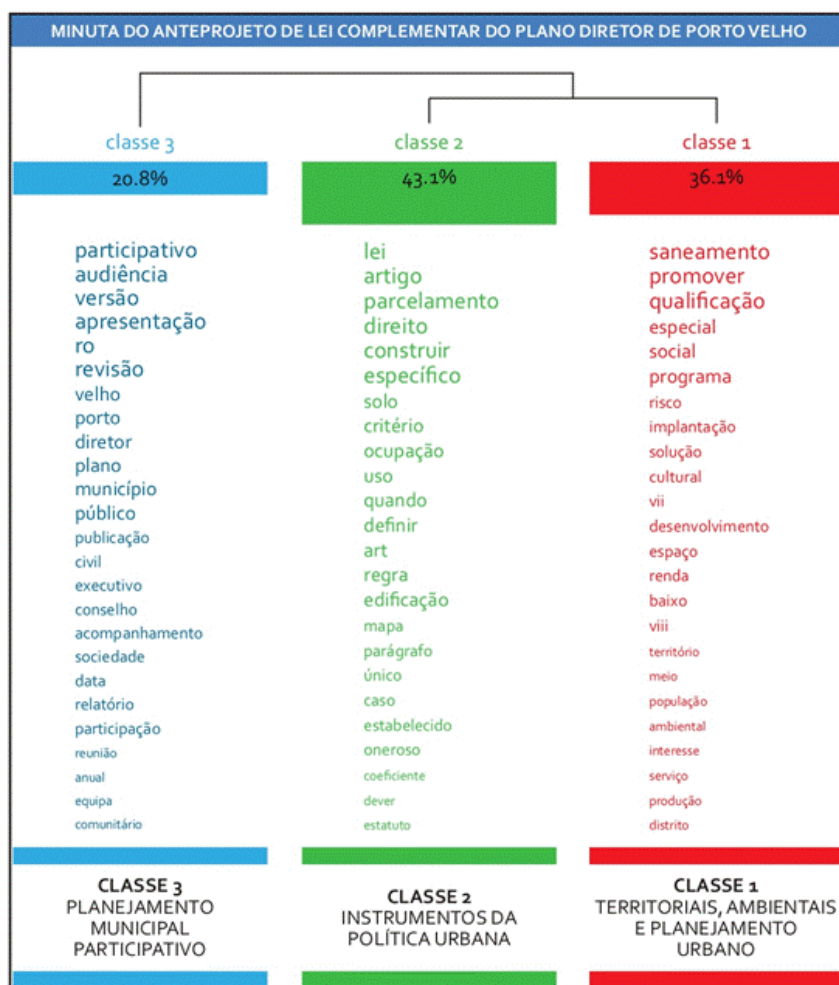 MINUTA DO ANTEPROJETO DE LEI COMPLEMENTAR DO PLANO DIRETOR DE PORTO VELHO
classe 3
20.8%
participativo
audiência
versão
apresentação
ro
revisão
velho
porto
diretor
plano
município
público
publicação
civil
executivo
conselho
acompanhamento
sociedade
data
relatório
participação
reunião
anual
equipa
comunitário
CLASSE 3
PLANEJAMENTO
MUNICIPAL
PARTICIPATIVO
classe 2
43.1%
lei
artigo
parcelamento
direito
construir
específico
solo
critério
ocupação
uso
quando
definir
art
regra
edificação
mapa
parágrafo
único
caso
estabelecido
oneroso
coeficiente
dever
estatuto
CLASSE 2
INSTRUMENTOS DA
POLÍTICA URBANA
classe 1
36.1%
saneamento
promover
qualificação
especial
social
programa
risco
implantação
solução
cultural
vii
desenvolvimento
espaço
renda
baixo
viii
território
meio
população
ambiental
interesse
serviço
produção
distrito
CLASSE 1
TERRITORIAIS, AMBIENTAIS
E PLANEJAMENTO
URBANO